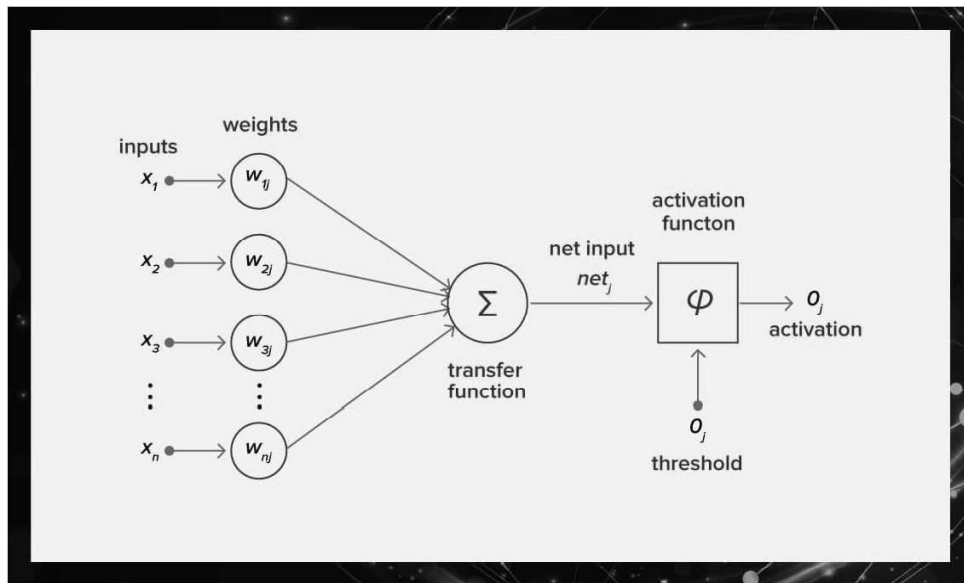 weights
inputs
x₁
w₁ⱼ
x₂
w₂ⱼ
x₃
w₃ⱼ
⋮ ⋮
xₙ
wₙⱼ
Σ
transfer
function
net input
netⱼ
activation
functon
φ
oⱼ
activation
oⱼ
threshold